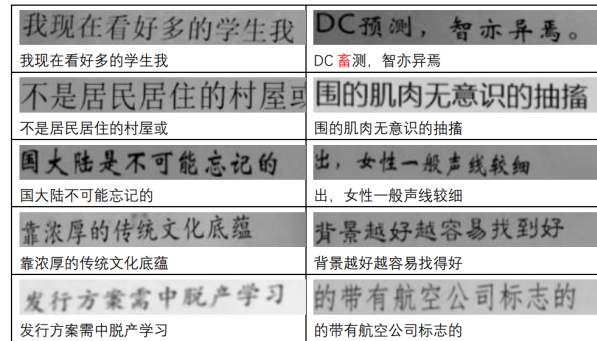 我现在看好多的学生我
DC预测，智亦异焉。
我现在看好多的学生我
DC 畜测，智亦异焉
不是居民居住的村屋或
围的肌肉无意识的抽搐
不是居民居住的村屋或
围的肌肉无意识的抽搐
国大陆是不可能忘记的
出，女性一般声线较细
国大陆不可能忘记的
出，女性一般声线较细
靠浓厚的传统文化底蕴
背景越好越容易找到好
靠浓厚的传统文化底蕴
背景越好越容易找得好
发行方案需中脱产学习
的带有航空公司标志的
发行方案需中脱产学习
的带有航空公司标志的